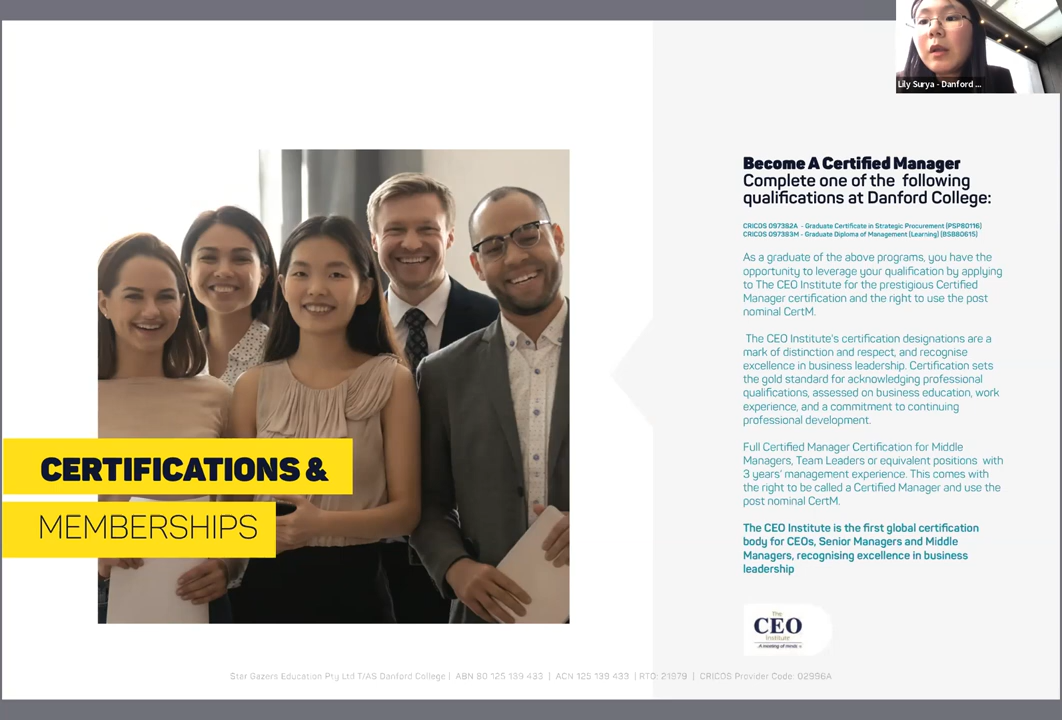 Lily Surya - Danford ...
CERTIFICATIONS &
MEMBERSHIPS
Become A Certified Manager
Complete one of the following
qualifications at Danford College:
CRICOS 097382A - Graduate Certificate in Strategic Procurement (PSP80116)
CRICOS 097383M - Graduate Diploma of Management (Learning) (BSB80615)
As a graduate of the above programs, you have the
opportunity to leverage your qualification by applying
to The CEO Institute for the prestigious Certified
Manager certification and the right to use the post
nominal CertM.
The CEO Institute's certification designations are a
mark of distinction and respect, and recognise
excellence in business leadership. Certification sets
the gold standard for acknowledging professional
qualifications, assessed on business education, work
experience, and a commitment to continuing
professional development.
Full Certified Manager Certification for Middle
Managers, Team Leaders or equivalent positions with
3 years' management experience. This comes with
the right to be called a Certified Manager and use the
post nominal CertM.
The CEO Institute is the first global certification
body for CEOs, Senior Managers and Middle
Managers, recognising excellence in business
leadership
The
CEO
Institute
A meeting of minds
Star Gazers Education Pty Ltd T/AS Danford College | ABN 80 125 139 433 | ACN 125 139 433 | RTO: 21979 | CRICOS Provider Code: 02996A